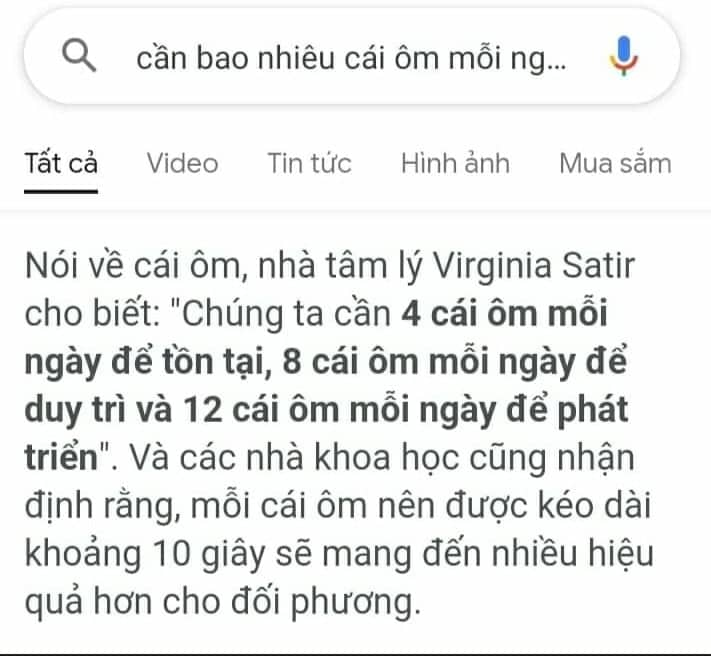 cần bao nhiêu cái ôm mỗi ng...
Tất cả Video Tin tức Hình ảnh Mua sắm
Nói về cái ôm, nhà tâm lý Virginia Satir
cho biết: "Chúng ta cần 4 cái ôm mỗi
ngày để tồn tại, 8 cái ôm mỗi ngày để
duy trì và 12 cái ôm mỗi ngày để phát
triển". Và các nhà khoa học cũng nhận
định rằng, mỗi cái ôm nên được kéo dài
khoảng 10 giây sẽ mang đến nhiều hiệu
quả hơn cho đối phương.